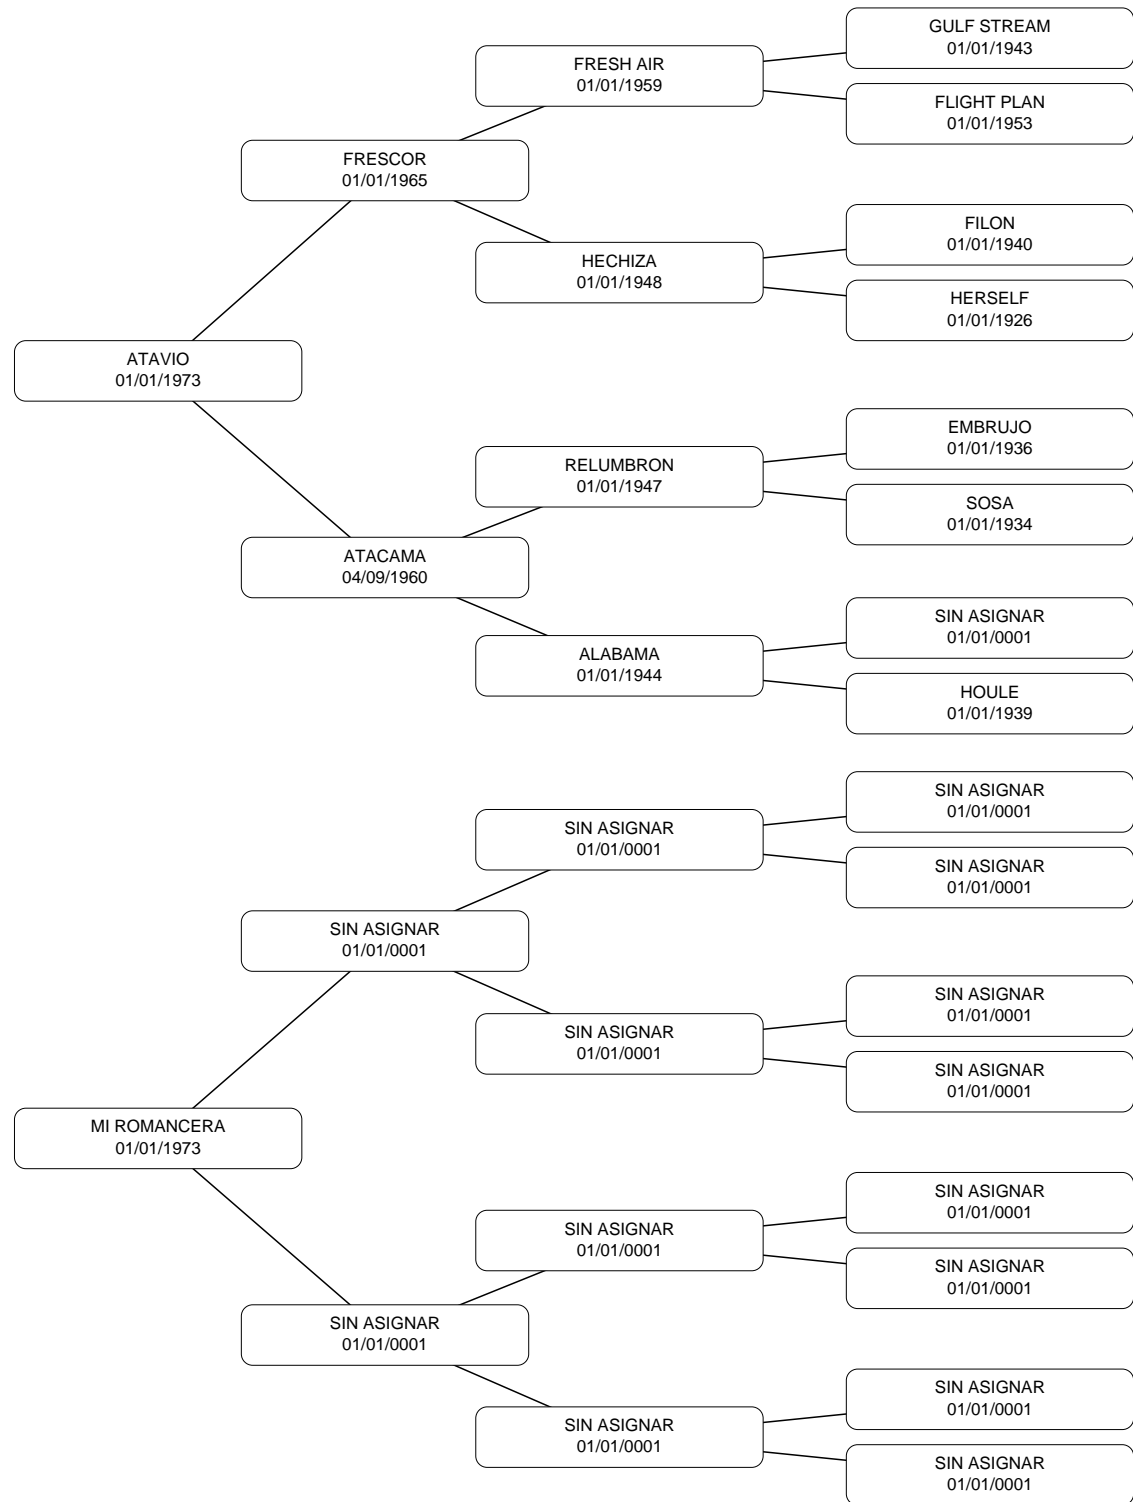 GULF STREAM
01/01/1943
FRESH AIR
01/01/1959
FLIGHT PLAN
01/01/1953
FRESCOR
01/01/1965
FILON
01/01/1940
HECHIZA
01/01/1948
HERSELF
01/01/1926
ATAVIO
01/01/1973
EMBRUJO
01/01/1936
RELUMBRON
01/01/1947
SOSA
01/01/1934
ATACAMA
04/09/1960
SIN ASIGNAR
01/01/0001
ALABAMA
01/01/1944
HOULE
01/01/1939
SIN ASIGNAR
01/01/0001
SIN ASIGNAR
01/01/0001
SIN ASIGNAR
01/01/0001
SIN ASIGNAR
01/01/0001
SIN ASIGNAR
01/01/0001
SIN ASIGNAR
01/01/0001
SIN ASIGNAR
01/01/0001
MI ROMANCERA
01/01/1973
SIN ASIGNAR
01/01/0001
SIN ASIGNAR
01/01/0001
SIN ASIGNAR
01/01/0001
SIN ASIGNAR
01/01/0001
SIN ASIGNAR
01/01/0001
SIN ASIGNAR
01/01/0001
SIN ASIGNAR
01/01/0001